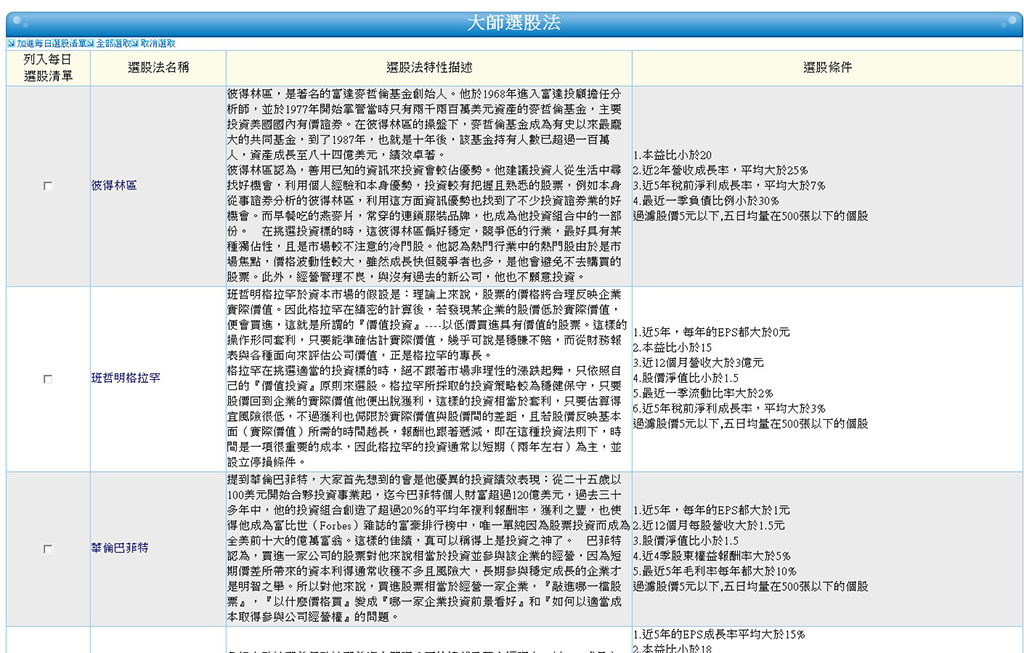 大師選股法
加進每日選股清單 全部選取 取消選取
列入每日
選股清單
選股法名稱
選股法特性描述
選股條件
彼得林區
彼得林區，是著名的富達麥哲倫基金創始人。他於1968年進入富達投顧擔任分
析師，並於1977年開始掌管當時只有兩千兩百萬美元資產的麥哲倫基金，主要
投資美國國內有價證券。在彼得林區的操盤下，麥哲倫基金成為有史以來最龐
大的共同基金，到了1987年，也就是十年後，該基金持有人數已超過一百萬
人，資產成長至八十四億美元，績效卓著。
彼得林區認為，善用已知的資訊來投資會較佔優勢。他建議投資人從生活中尋
找好機會，利用個人經驗和本身優勢，投資較有把握且熟悉的股票，例如本身
從事證券分析的彼得林區，利用這方面資訊優勢也找到了不少投資證券業的好
機會。而早餐吃的燕麥片，常穿的連鎖服裝品牌，也成為他投資組合中的一部
份。　在挑選投資標的時，這彼得林區偏好穩定，競爭低的行業，最好具有某
種獨佔性，且是市場較不注意的冷門股。他認為熱門行業中的熱門股由於是市
場焦點，價格波動性較大，雖然成長快但競爭者也多，是他會避免不去購買的
股票。此外，經營管理不良，與沒有過去的新公司，他也不願意投資。
1.本益比小於20
2.近2年營收成長率，平均大於25%
3.近5年稅前淨利成長率，平均大於7%
4.最近一季負債比例小於30%
過濾股價5元以下,五日均量在500張以下的個股
班哲明格拉罕
班哲明格拉罕於資本市場的假設是：理論上來說，股票的價格將合理反映企業
實際價值。因此格拉罕在縝密的計算後，若發現某企業的股價低於實際價值，
便會買進，這就是所謂的『價值投資』----以低價買進具有價值的股票。這樣的
操作形同套利，只要能準確估計實際價值，幾乎可說是穩賺不賠，而從財務報
表與各種面向來評估公司價值，正是格拉罕的專長。
格拉罕在挑選適當的投資標的時，絕不跟著市場非理性的漲跌起舞，只依照自
己的『價值投資』原則來選股。格拉罕所採取的投資策略較為穩健保守，只要
股價回到企業的實際價值他便出脫獲利，這樣的投資相當於套利，只要估算得
宜風險很低，不過獲利也侷限於實際價值與股價間的差距，且若股價反映基本
面（實際價值）所需的時間越長，報酬也跟著遞減，即在這種投資法則下，時
間是一項很重要的成本，因此格拉罕的投資通常以短期（兩年左右）為主，並
設立停損條件。
1.近5年，每年的EPS都大於0元
2.本益比小於15
3.近12個月營收大於3億元
4.股價淨值比小於1.5
5.最近一季流動比率大於2%
6.近5年稅前淨利成長率，平均大於3%
過濾股價5元以下,五日均量在500張以下的個股
華倫巴菲特
提到華倫巴菲特，大家首先想到的會是他優異的投資績效表現：從二十五歲以
100美元開始合夥投資事業起，迄今巴菲特個人財富超過120億美元，過去三十
多年中，他的投資組合創造了超過20%的平均年複利報酬率，獲利之豐，也使
得他成為富比世（Forbes）雜誌的富豪排行榜中，唯一單純因為股票投資而成為
全美前十大的億萬富翁。這樣的佳績，真可以稱得上是投資之神了。　巴菲特
認為，買進一家公司的股票對他來說相當於投資並參與該企業的經營，因為短
期價差所帶來的資本利得通常收穫不多且風險大，長期參與穩定成長的企業才
是明智之舉。所以對他來說，買進股票相當於經營一家企業，『敲進哪一檔股
票』，『以什麼價格買』變成『哪一家企業投資前景看好』和『如何以適當成
本取得參與公司經營權』的問題。
1.近5年，每年的EPS都大於1元
2.近12個月每股營收大於1.5元
3.股價淨值比小於1.5
4.近4季股東權益報酬率大於5%
5.最近5年毛利率每年都大於10%
過濾股價5元以下,五日均量在500張以下的個股
1.近5年的EPS成長率平均大於15%
2.本益比小於18